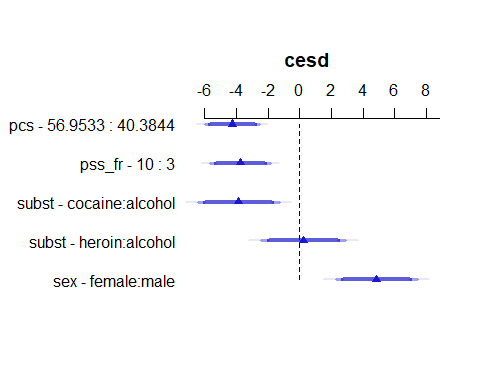 cesd
-6 -4 -2 0 2 4 6 8
pcs - 56.9533 : 40.3844
pss_fr - 10 : 3
subst - cocaine:alcohol
subst - heroin:alcohol
sex - female:male